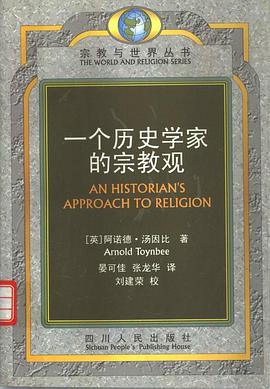 宗教与世界丛书
THE WORLD AND RELIGION SERIES
一个历史学家
的宗教观
AN HISTORIAN'S
APPROACH TO RELIGION
[英]阿诺德·汤因比 著
Arnold Toynbee
晏可佳 张龙华 译
刘建荣 校
四川人民出版社
Sichuan People's Publishing House